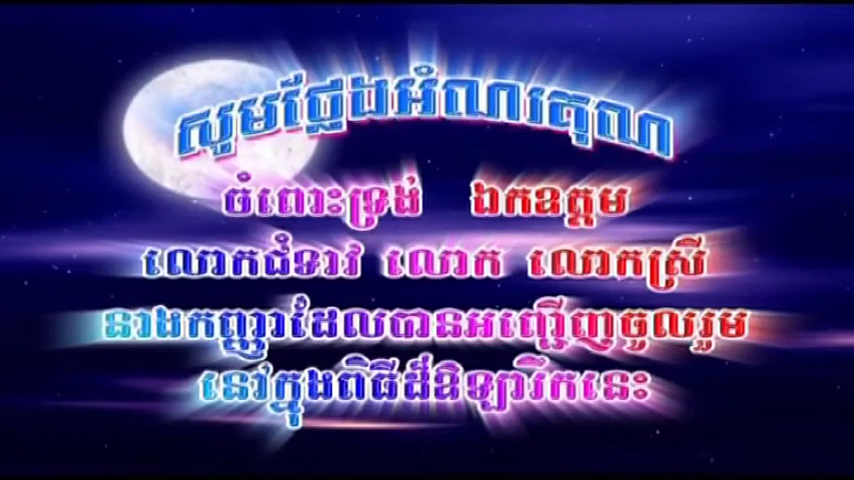 សូមថ្លែងអំណរគុណ
ចំពោះទ្រង់ ឯកឧត្តម
លោកជំទាវ លោក លោកស្រី
នាងកញ្ញាដែលបានអញ្ជើញចូលរួម
នៅក្នុងពិធីដ៏ឱឡារឹកនេះ